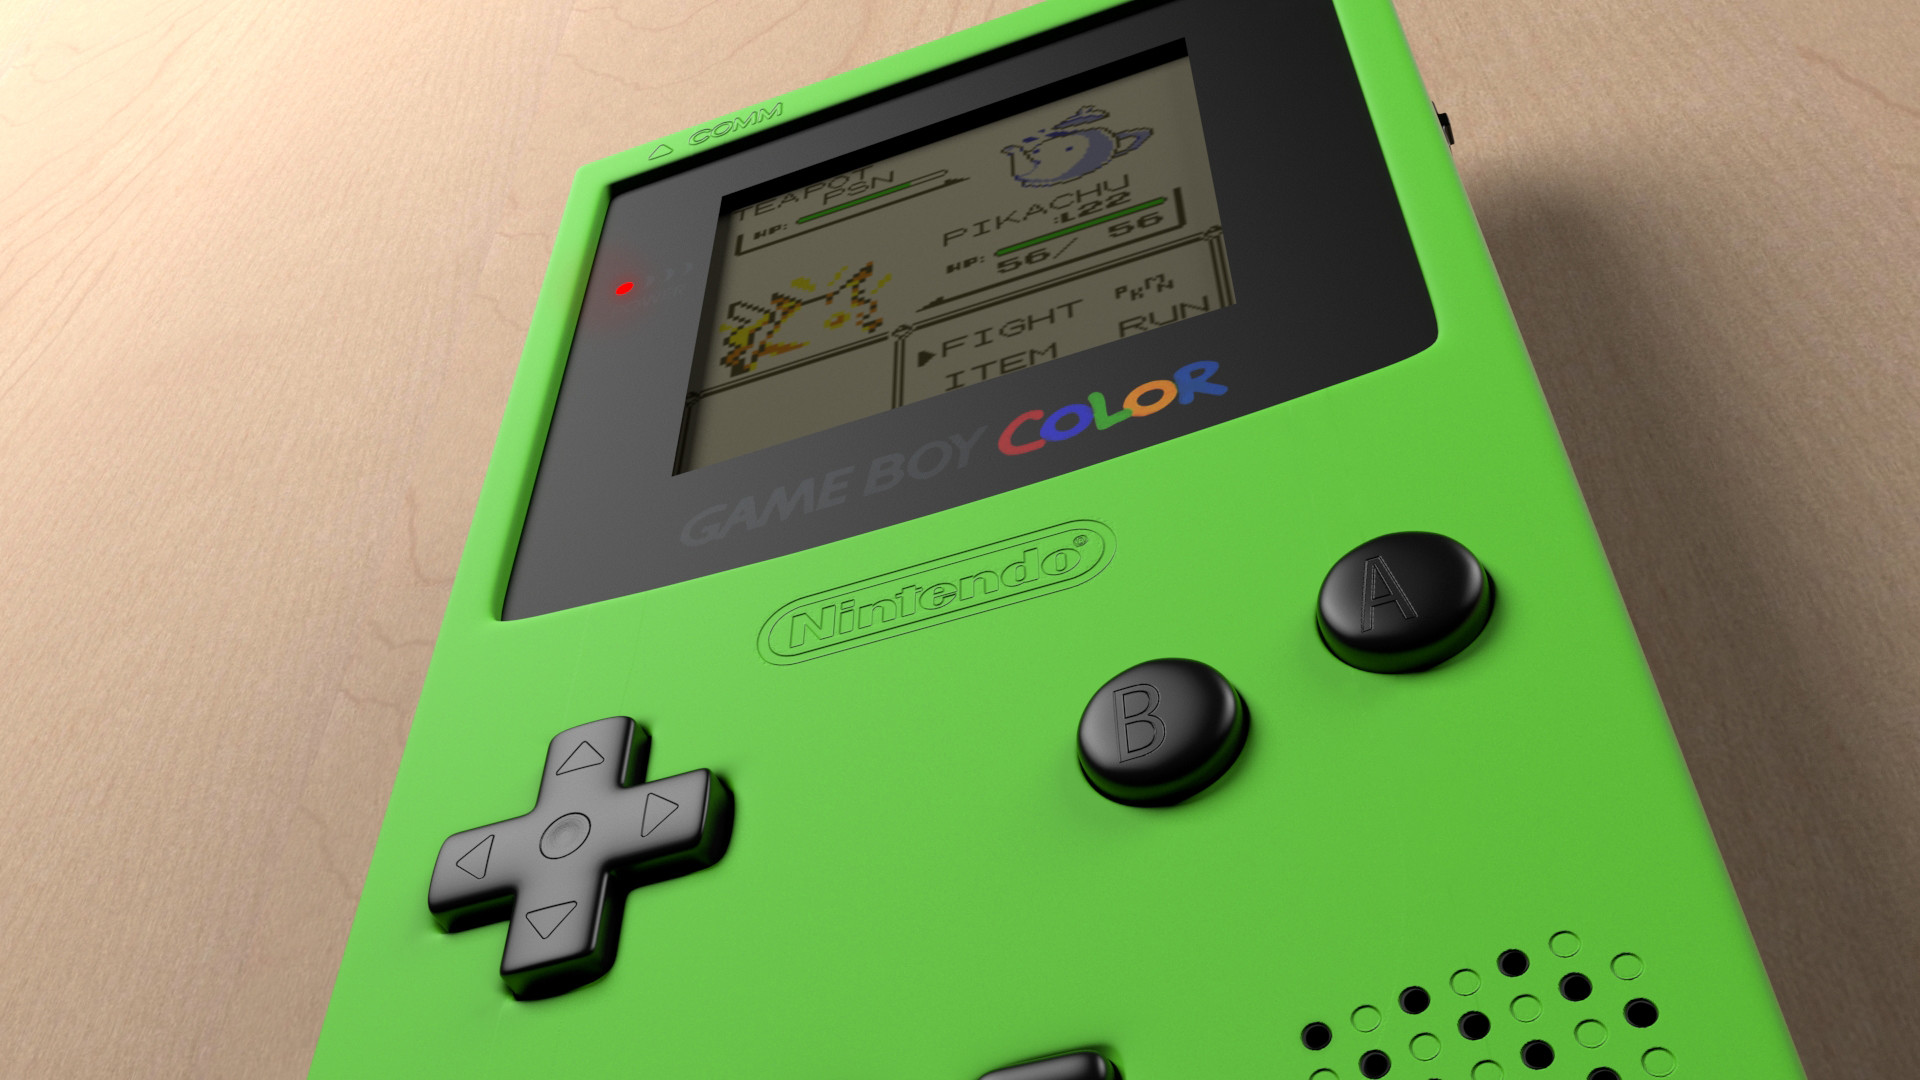 COMM
TEAPOT
PSN
HP:
PIKACHU
:L22
HP:
56/ 56
FIGHT PKMN
ITEM RUN
GAME BOY COLOR
Nintendo®
A
B